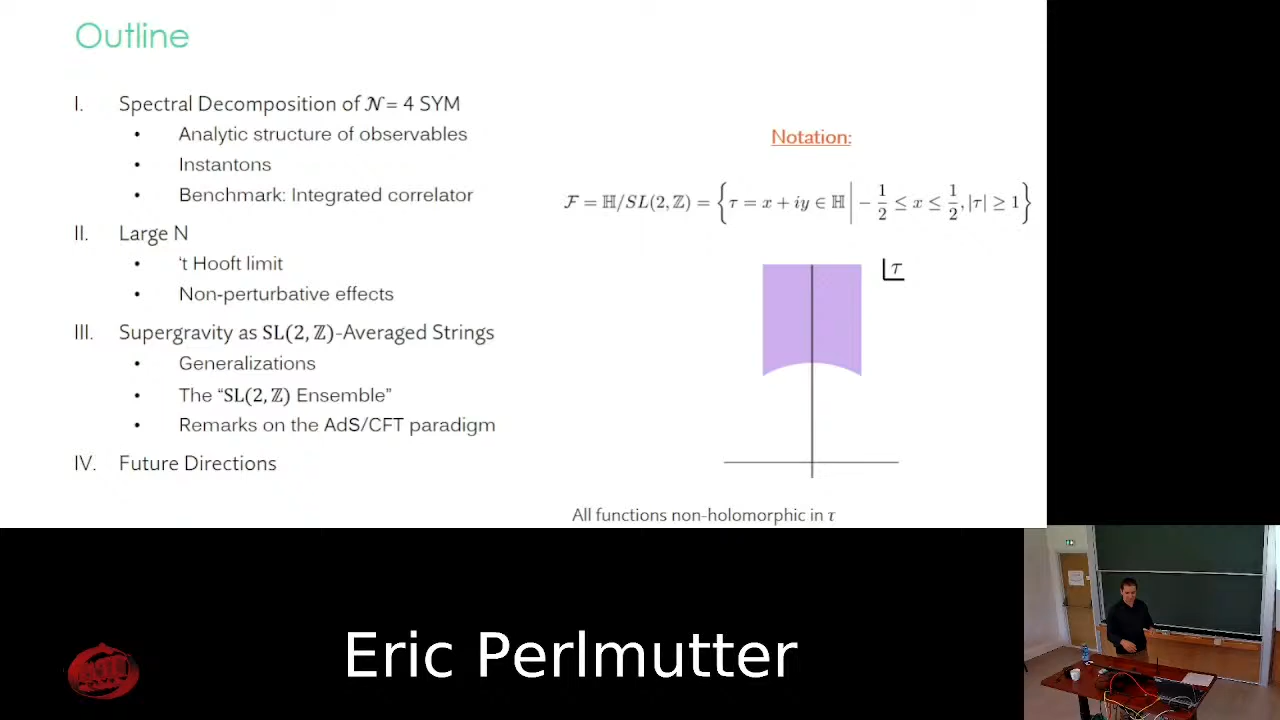 Outline
I. Spectral Decomposition of 𝒩 = 4 SYM
• Analytic structure of observables
• Instantons
• Benchmark: Integrated correlator
II. Large N
• ‘t Hooft limit
• Non-perturbative effects
III. Supergravity as SL(2, ℤ)-Averaged Strings
• Generalizations
• The “SL(2, ℤ) Ensemble”
• Remarks on the AdS/CFT paradigm
IV. Future Directions
Notation:
ℱ = ℍ/SL(2, ℤ) = { τ = x + iy ∈ ℍ | − 1/2 ≤ x ≤ 1/2, |τ| ≥ 1 }
τ
All functions non-holomorphic in τ
Eric Perlmutter